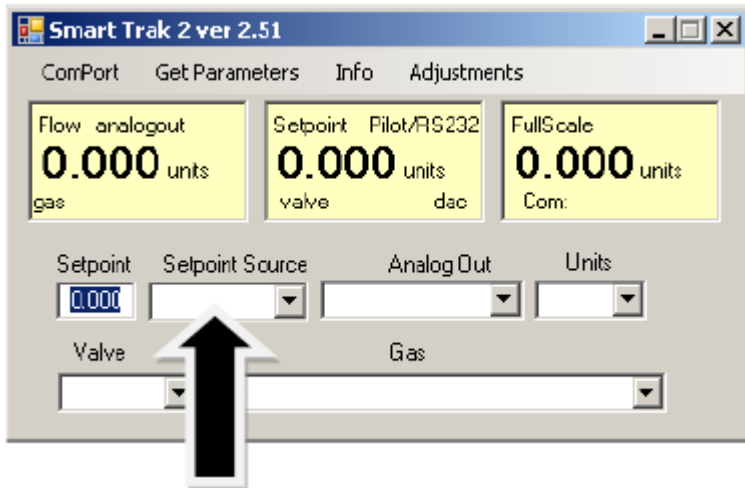 Smart Trak 2 ver 2.51
ComPort Get Parameters Info Adjustments
Flow analogout
0.000 units
gas
Setpoint Pilot/RS232
0.000 units
valve dac
FullScale
0.000 units
Com:
Setpoint Setpoint Source Analog Out Units
0.000
Valve Gas